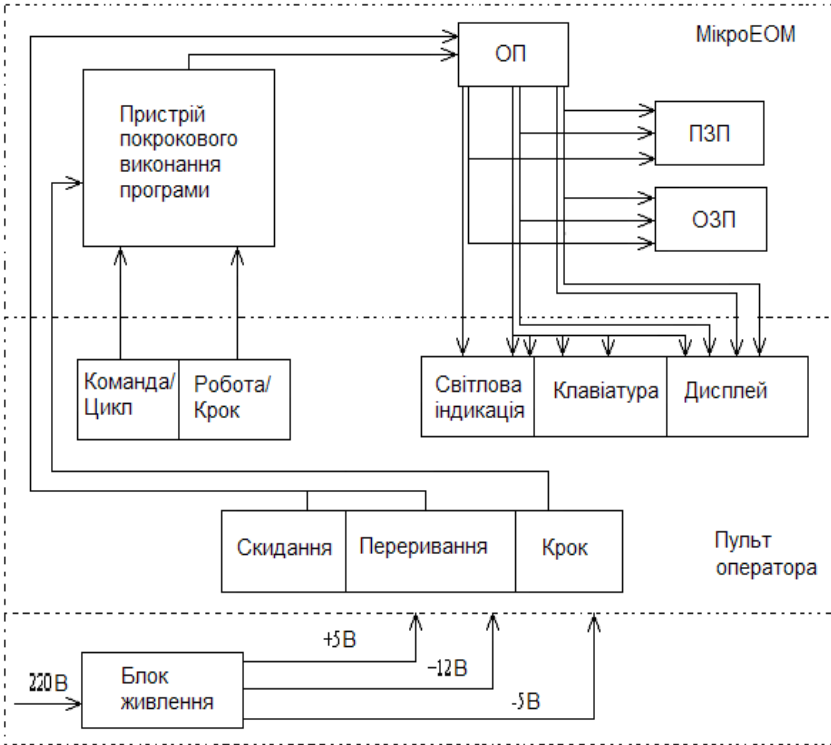 МікроЕОМ
ОП
Пристрій
покрокового
виконання
програми
ПЗП
ОЗП
Команда/
Цикл
Робота/
Крок
Світлова
індикація
Клавіатура
Дисплей
Скидання
Переривання
Крок
Пульт
оператора
+5В
−12В
-5В
220В
Блок
живлення